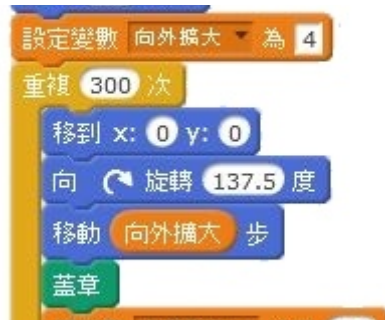 設定變數 向外擴大 為 4
重複 300 次
移到 x: 0 y: 0
向 旋轉 137.5 度
移動 向外擴大 步
蓋章